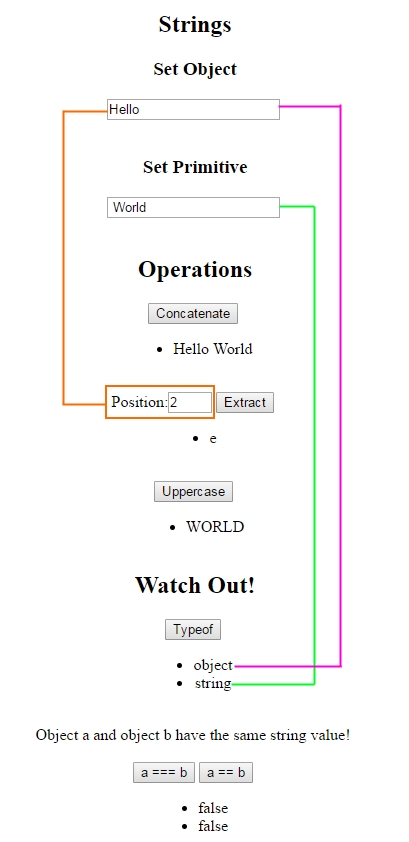 Strings
Set Object
Hello
Set Primitive
World
Operations
Concatenate
Hello World
Position:2 Extract
e
Uppercase
WORLD
Watch Out!
Typeof
object
string
Object a and object b have the same string value!
a === b a == b
false
false